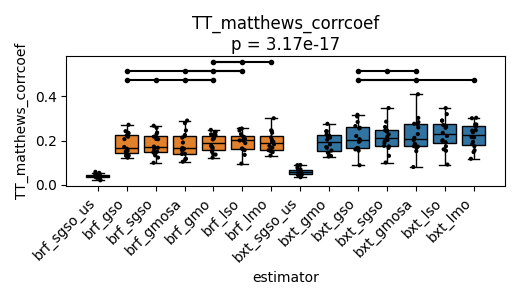 TT_matthews_corrcoef
p = 3.17e-17
TT_matthews_corrcoef
0.4
0.2
0.0
brf_sgso_us
brf_gso
brf_sgso
brf_gmosa
brf_gmo
brf_lso
brf_lmo
bxt_sgso_us
bxt_gmo
bxt_gso
bxt_sgso
bxt_gmosa
bxt_lso
bxt_lmo
estimator